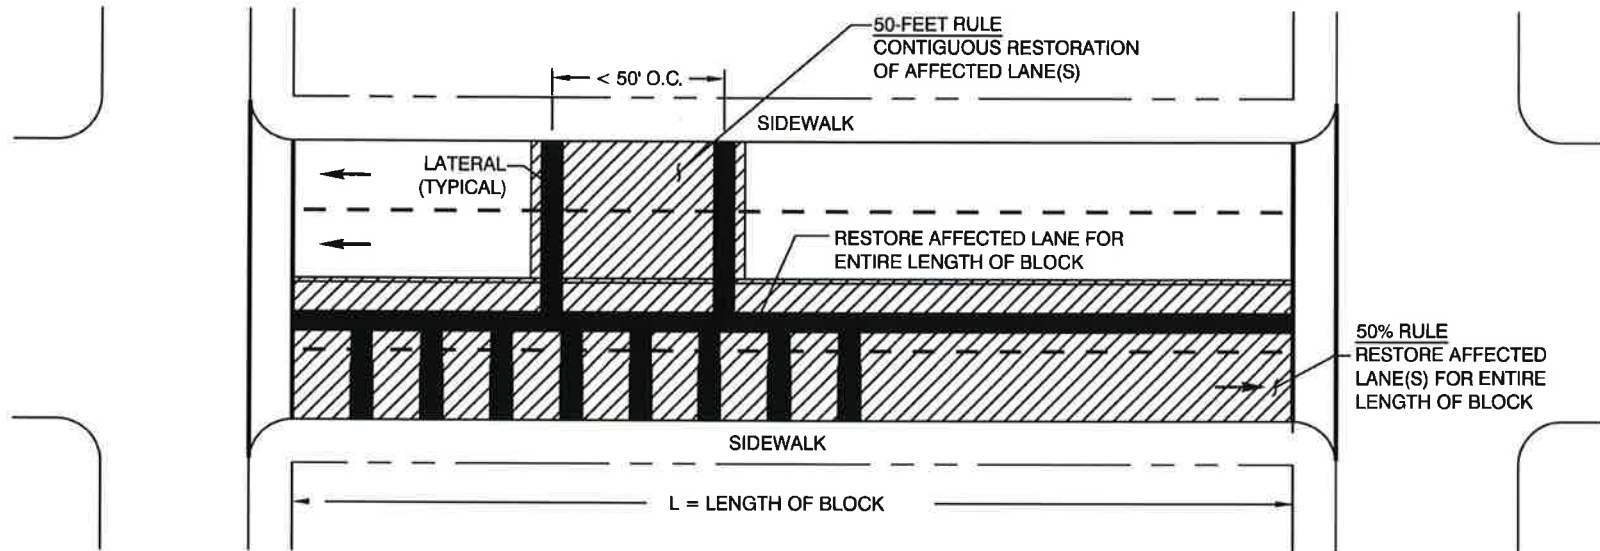 50-FEET RULE
CONTIGUOUS RESTORATION
OF AFFECTED LANE(S)
< 50' O.C.
SIDEWALK
LATERAL
(TYPICAL)
RESTORE AFFECTED LANE FOR
ENTIRE LENGTH OF BLOCK
50% RULE
RESTORE AFFECTED
LANE(S) FOR ENTIRE
LENGTH OF BLOCK
SIDEWALK
L = LENGTH OF BLOCK